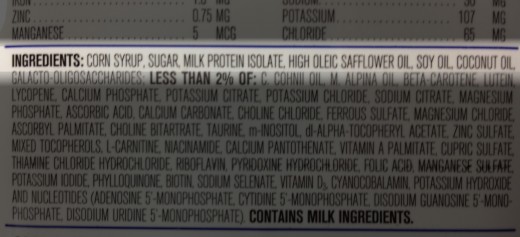 ZINC 0.75 MG POTASSIUM 107 MG
MANGANESE 5 MCG CHLORIDE 65 MG
INGREDIENTS: CORN SYRUP, SUGAR, MILK PROTEIN ISOLATE, HIGH OLEIC SAFFLOWER OIL, SOY OIL, COCONUT OIL,
GALACTO-OLIGOSACCHARIDES; LESS THAN 2% OF: C. COHNII OIL, M. ALPINA OIL, BETA CAROTENE, LUTEIN,
LYCOPENE, CALCIUM PHOSPHATE, POTASSIUM CITRATE, POTASSIUM CHLORIDE, SODIUM CITRATE, MAGNESIUM
PHOSPHATE, ASCORBIC ACID, CALCIUM CARBONATE, CHOLINE CHLORIDE, FERROUS SULFATE, MAGNESIUM CHLORIDE,
ASCORBYL PALMITATE, CHOLINE BITARTRATE, TAURINE, m-INOSITOL, d-ALPHA-TOCOPHERYL ACETATE, ZINC SULFATE,
MIXED TOCOPHEROLS, L-CARNITINE, NIACINAMIDE, CALCIUM PANTOTHENATE, VITAMIN A PALMITATE, CUPRIC SULFATE,
THIAMINE CHLORIDE HYDROCHLORIDE, RIBOFLAVIN, PYRIDOXINE HYDROCHLORIDE, FOLIC ACID, MANGANESE SULFATE,
POTASSIUM IODIDE, PHYLLOQUINONE, BIOTIN, SODIUM SELENATE, VITAMIN D₃, CYANOCOBALAMIN, POTASSIUM HYDROXIDE
AND NUCLEOTIDES (ADENOSINE 5'-MONOPHOSPHATE, CYTIDINE 5'-MONOPHOSPHATE, DISODIUM GUANOSINE 5'-MONO-
PHOSPHATE, DISODIUM URIDINE 5'-MONOPHOSPHATE). CONTAINS MILK INGREDIENTS.